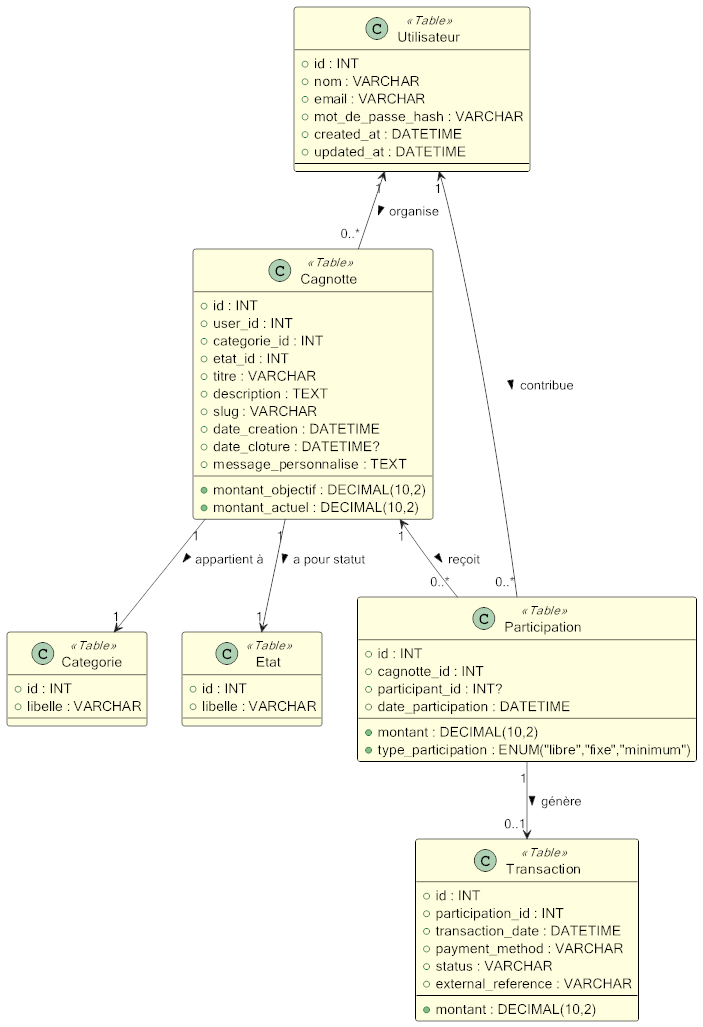 C
«Table»
Utilisateur
id : INT
nom : VARCHAR
email : VARCHAR
mot_de_passe_hash : VARCHAR
created_at : DATETIME
updated_at : DATETIME
1
1
organise
0..*
C
«Table»
Cagnotte
id : INT
user_id : INT
categorie_id : INT
etat_id : INT
titre : VARCHAR
description : TEXT
slug : VARCHAR
date_creation : DATETIME
date_cloture : DATETIME?
message_personnalise : TEXT
montant_objectif : DECIMAL(10,2)
montant_actuel : DECIMAL(10,2)
contribue
1
1
1
appartient à
a pour statut
reçoit
1
1
0..*
0..*
C
«Table»
Categorie
id : INT
libelle : VARCHAR
C
«Table»
Etat
id : INT
libelle : VARCHAR
C
«Table»
Participation
id : INT
cagnotte_id : INT
participant_id : INT?
date_participation : DATETIME
montant : DECIMAL(10,2)
type_participation : ENUM("libre","fixe","minimum")
1
génère
0..1
C
«Table»
Transaction
id : INT
participation_id : INT
transaction_date : DATETIME
payment_method : VARCHAR
status : VARCHAR
external_reference : VARCHAR
montant : DECIMAL(10,2)